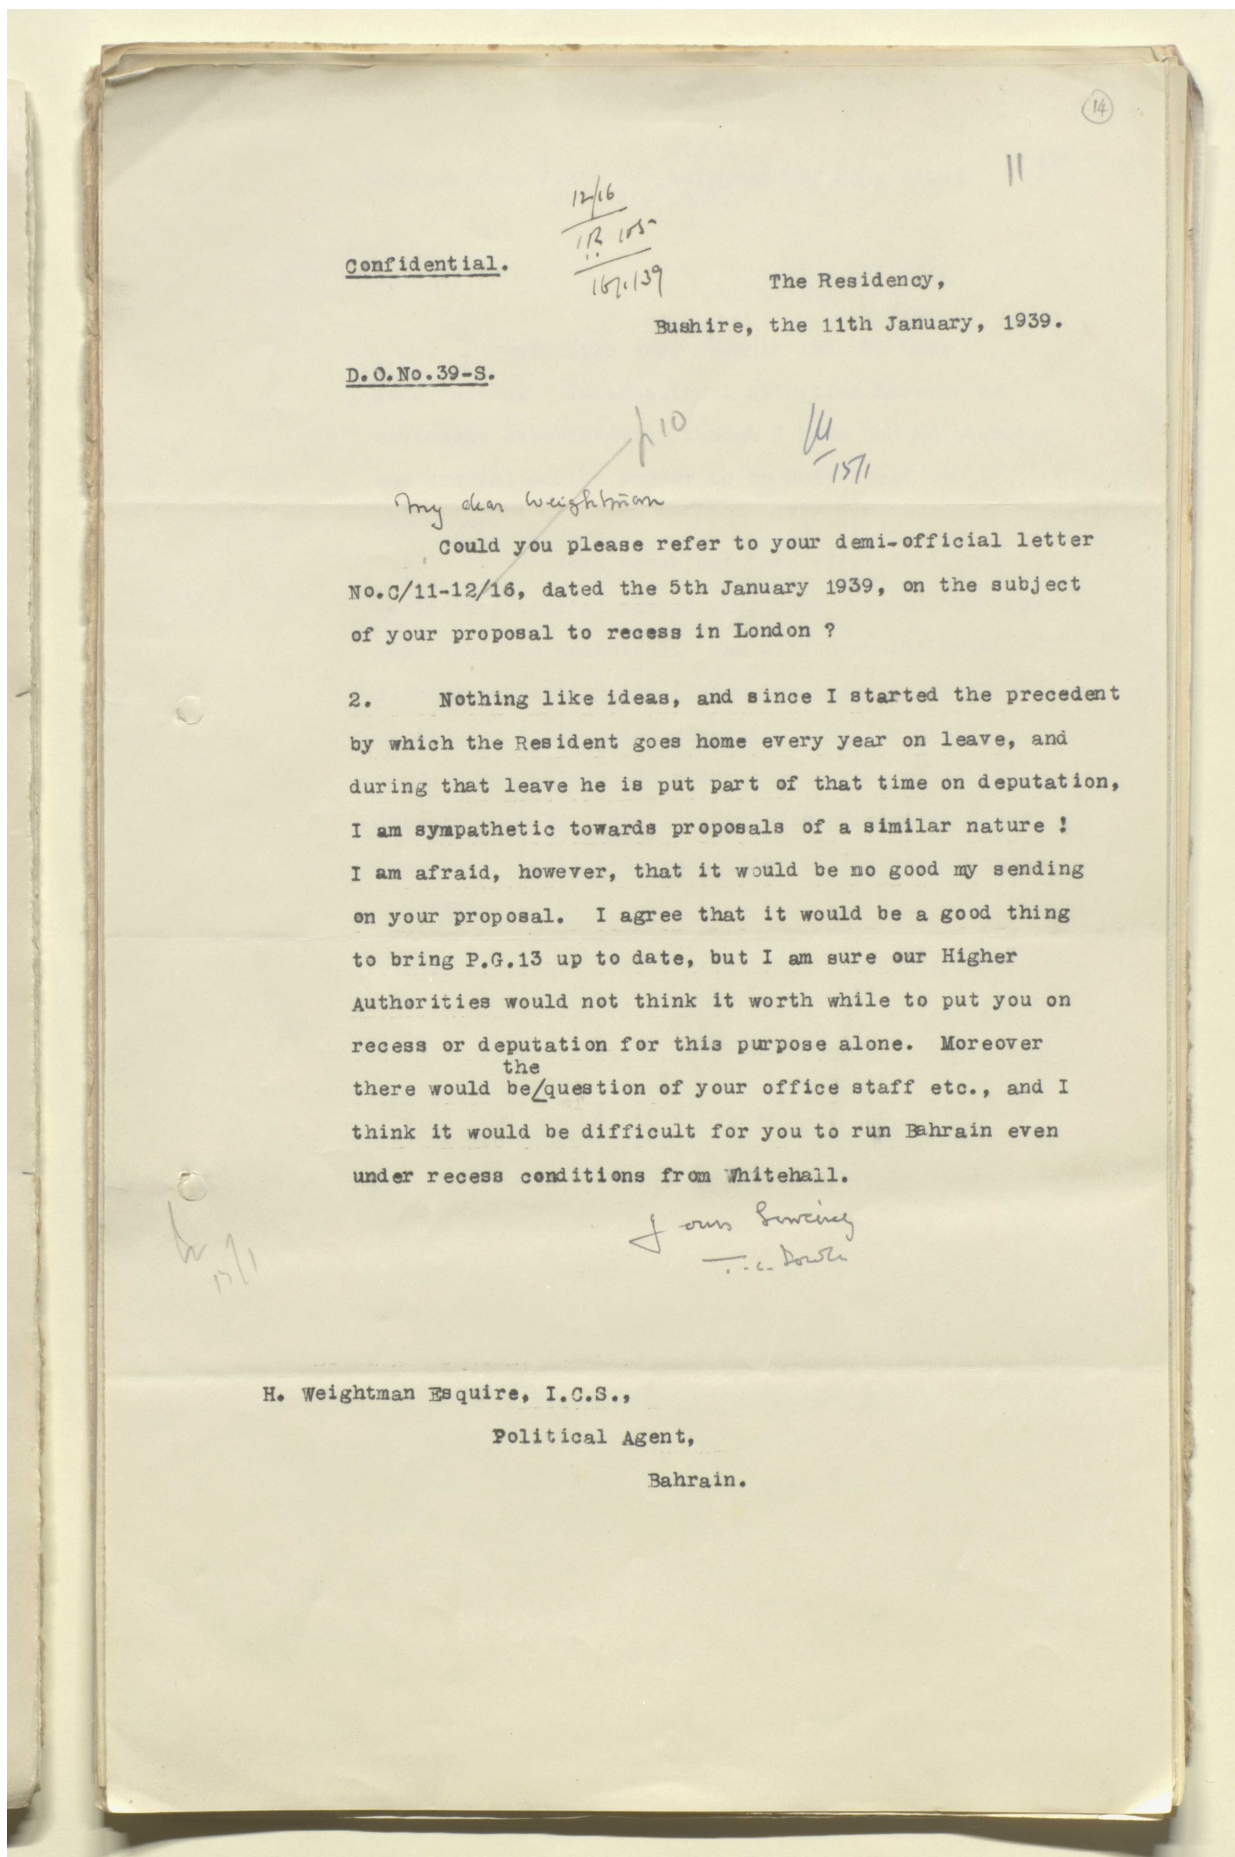 14
11
12/16
Confidential.
16/1/39
The Residency,
Bushire, the 11th January, 1939.
D.O.No.39-S.
p10
15/1
My dear Weightman
Could you please refer to your demi-official letter
No.C/11-12/16, dated the 5th January 1939, on the subject
of your proposal to recess in London ?
2. Nothing like ideas, and since I started the precedent
by which the Resident goes home every year on leave, and
during that leave he is put part of that time on deputation,
I am sympathetic towards proposals of a similar nature !
I am afraid, however, that it would be no good my sending
on your proposal. I agree that it would be a good thing
to bring P.G.13 up to date, but I am sure our Higher
Authorities would not think it worth while to put you on
recess or deputation for this purpose alone. Moreover
the
there would be/question of your office staff etc., and I
think it would be difficult for you to run Bahrain even
under recess conditions from Whitehall.
Yours Sincerely
T.C. Fowle
H. Weightman Esquire, I.C.S.,
Political Agent,
Bahrain.